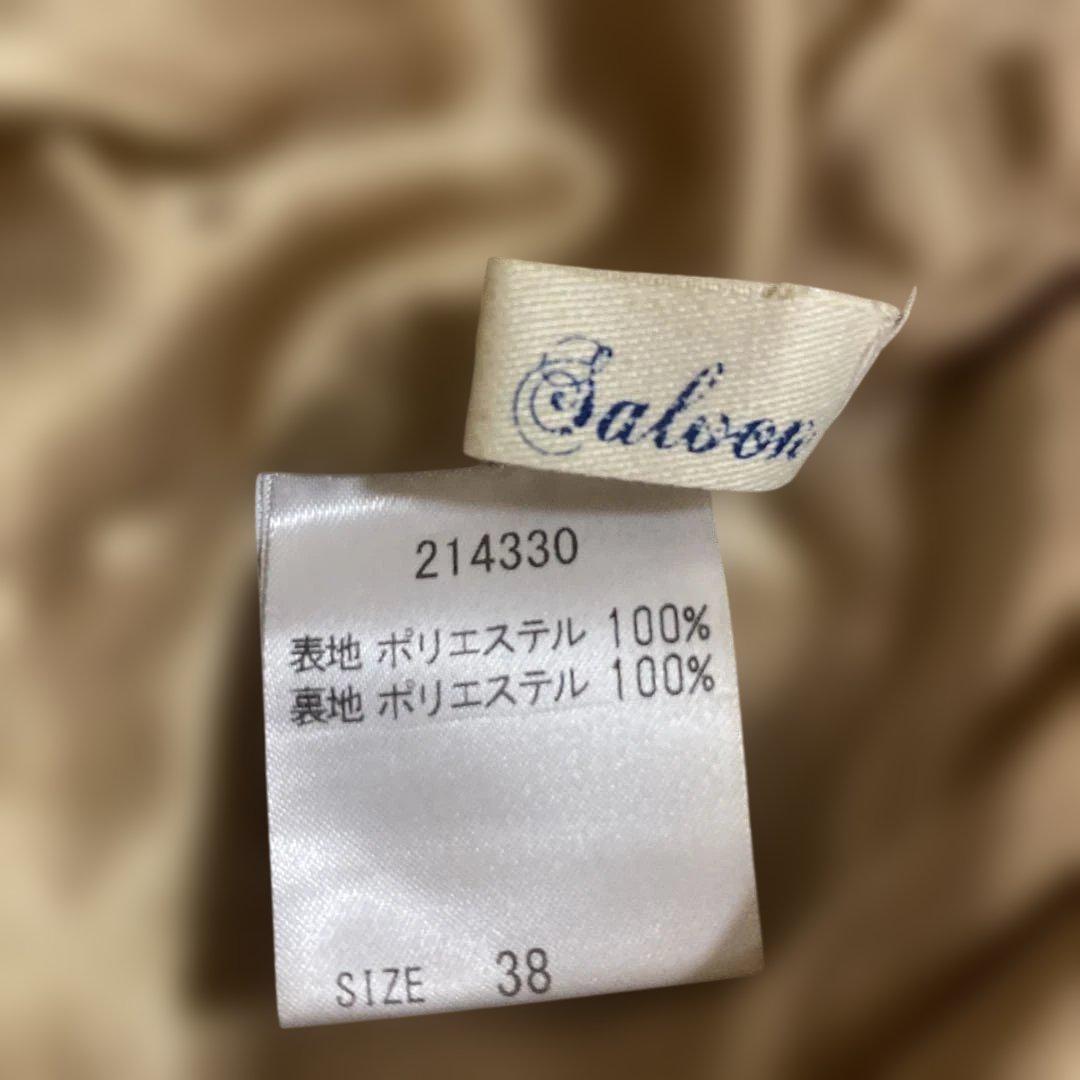 Saloon
214330
表地 ポリエステル 100%
裏地 ポリエステル 100%
SIZE 38